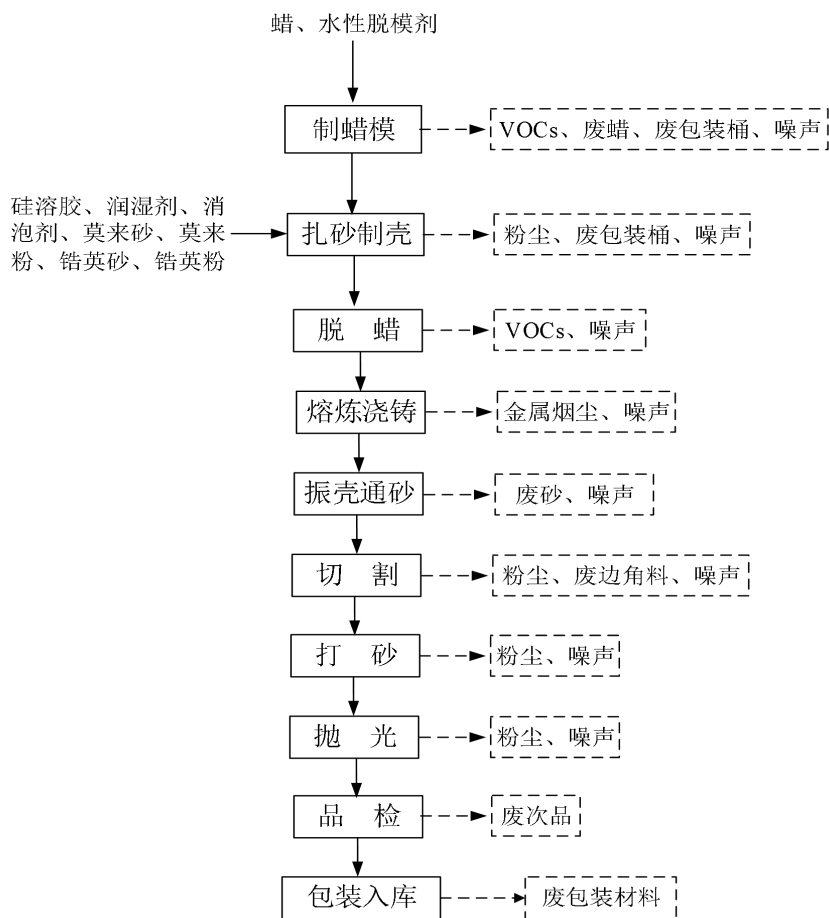 蜡、水性脱模剂
制蜡模
VOCs、废蜡、废包装桶、噪声
硅溶胶、润湿剂、消
泡剂、莫来砂、莫来
粉、锆英砂、锆英粉
扎砂制壳
粉尘、废包装桶、噪声
脱 蜡
VOCs、噪声
熔炼浇铸
金属烟尘、噪声
振壳通砂
废砂、噪声
切 割
粉尘、废边角料、噪声
打 砂
粉尘、噪声
抛 光
粉尘、噪声
品 检
废次品
包装入库
废包装材料